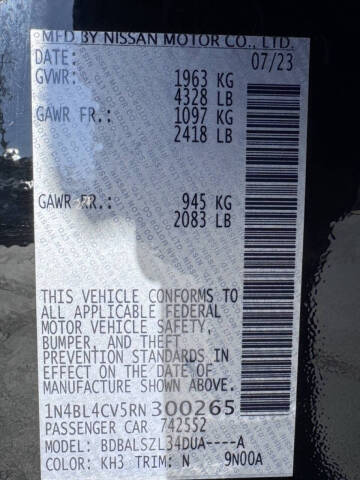 MFD BY NISSAN MOTOR CO., LTD.
DATE: 07/23
GVWR: 1963 KG
4328 LB
GAWR FR.: 1097 KG
2418 LB
GAWR RR.: 945 KG
2083 LB
THIS VEHICLE CONFORMS TO
ALL APPLICABLE FEDERAL
MOTOR VEHICLE SAFETY,
BUMPER, AND THEFT
PREVENTION STANDARDS IN
EFFECT ON THE DATE OF
MANUFACTURE SHOWN ABOVE.
1N4BL4CV5RN300265
PASSENGER CAR 742552
MODEL: BDBALSZL34DUA----A
COLOR: KH3 TRIM: N 9N00A